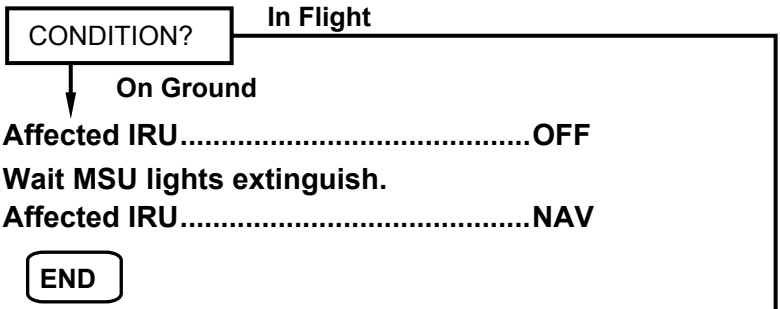 In Flight
CONDITION?
On Ground
Affected IRU...........................................OFF
Wait MSU lights extinguish.
Affected IRU...........................................NAV
END